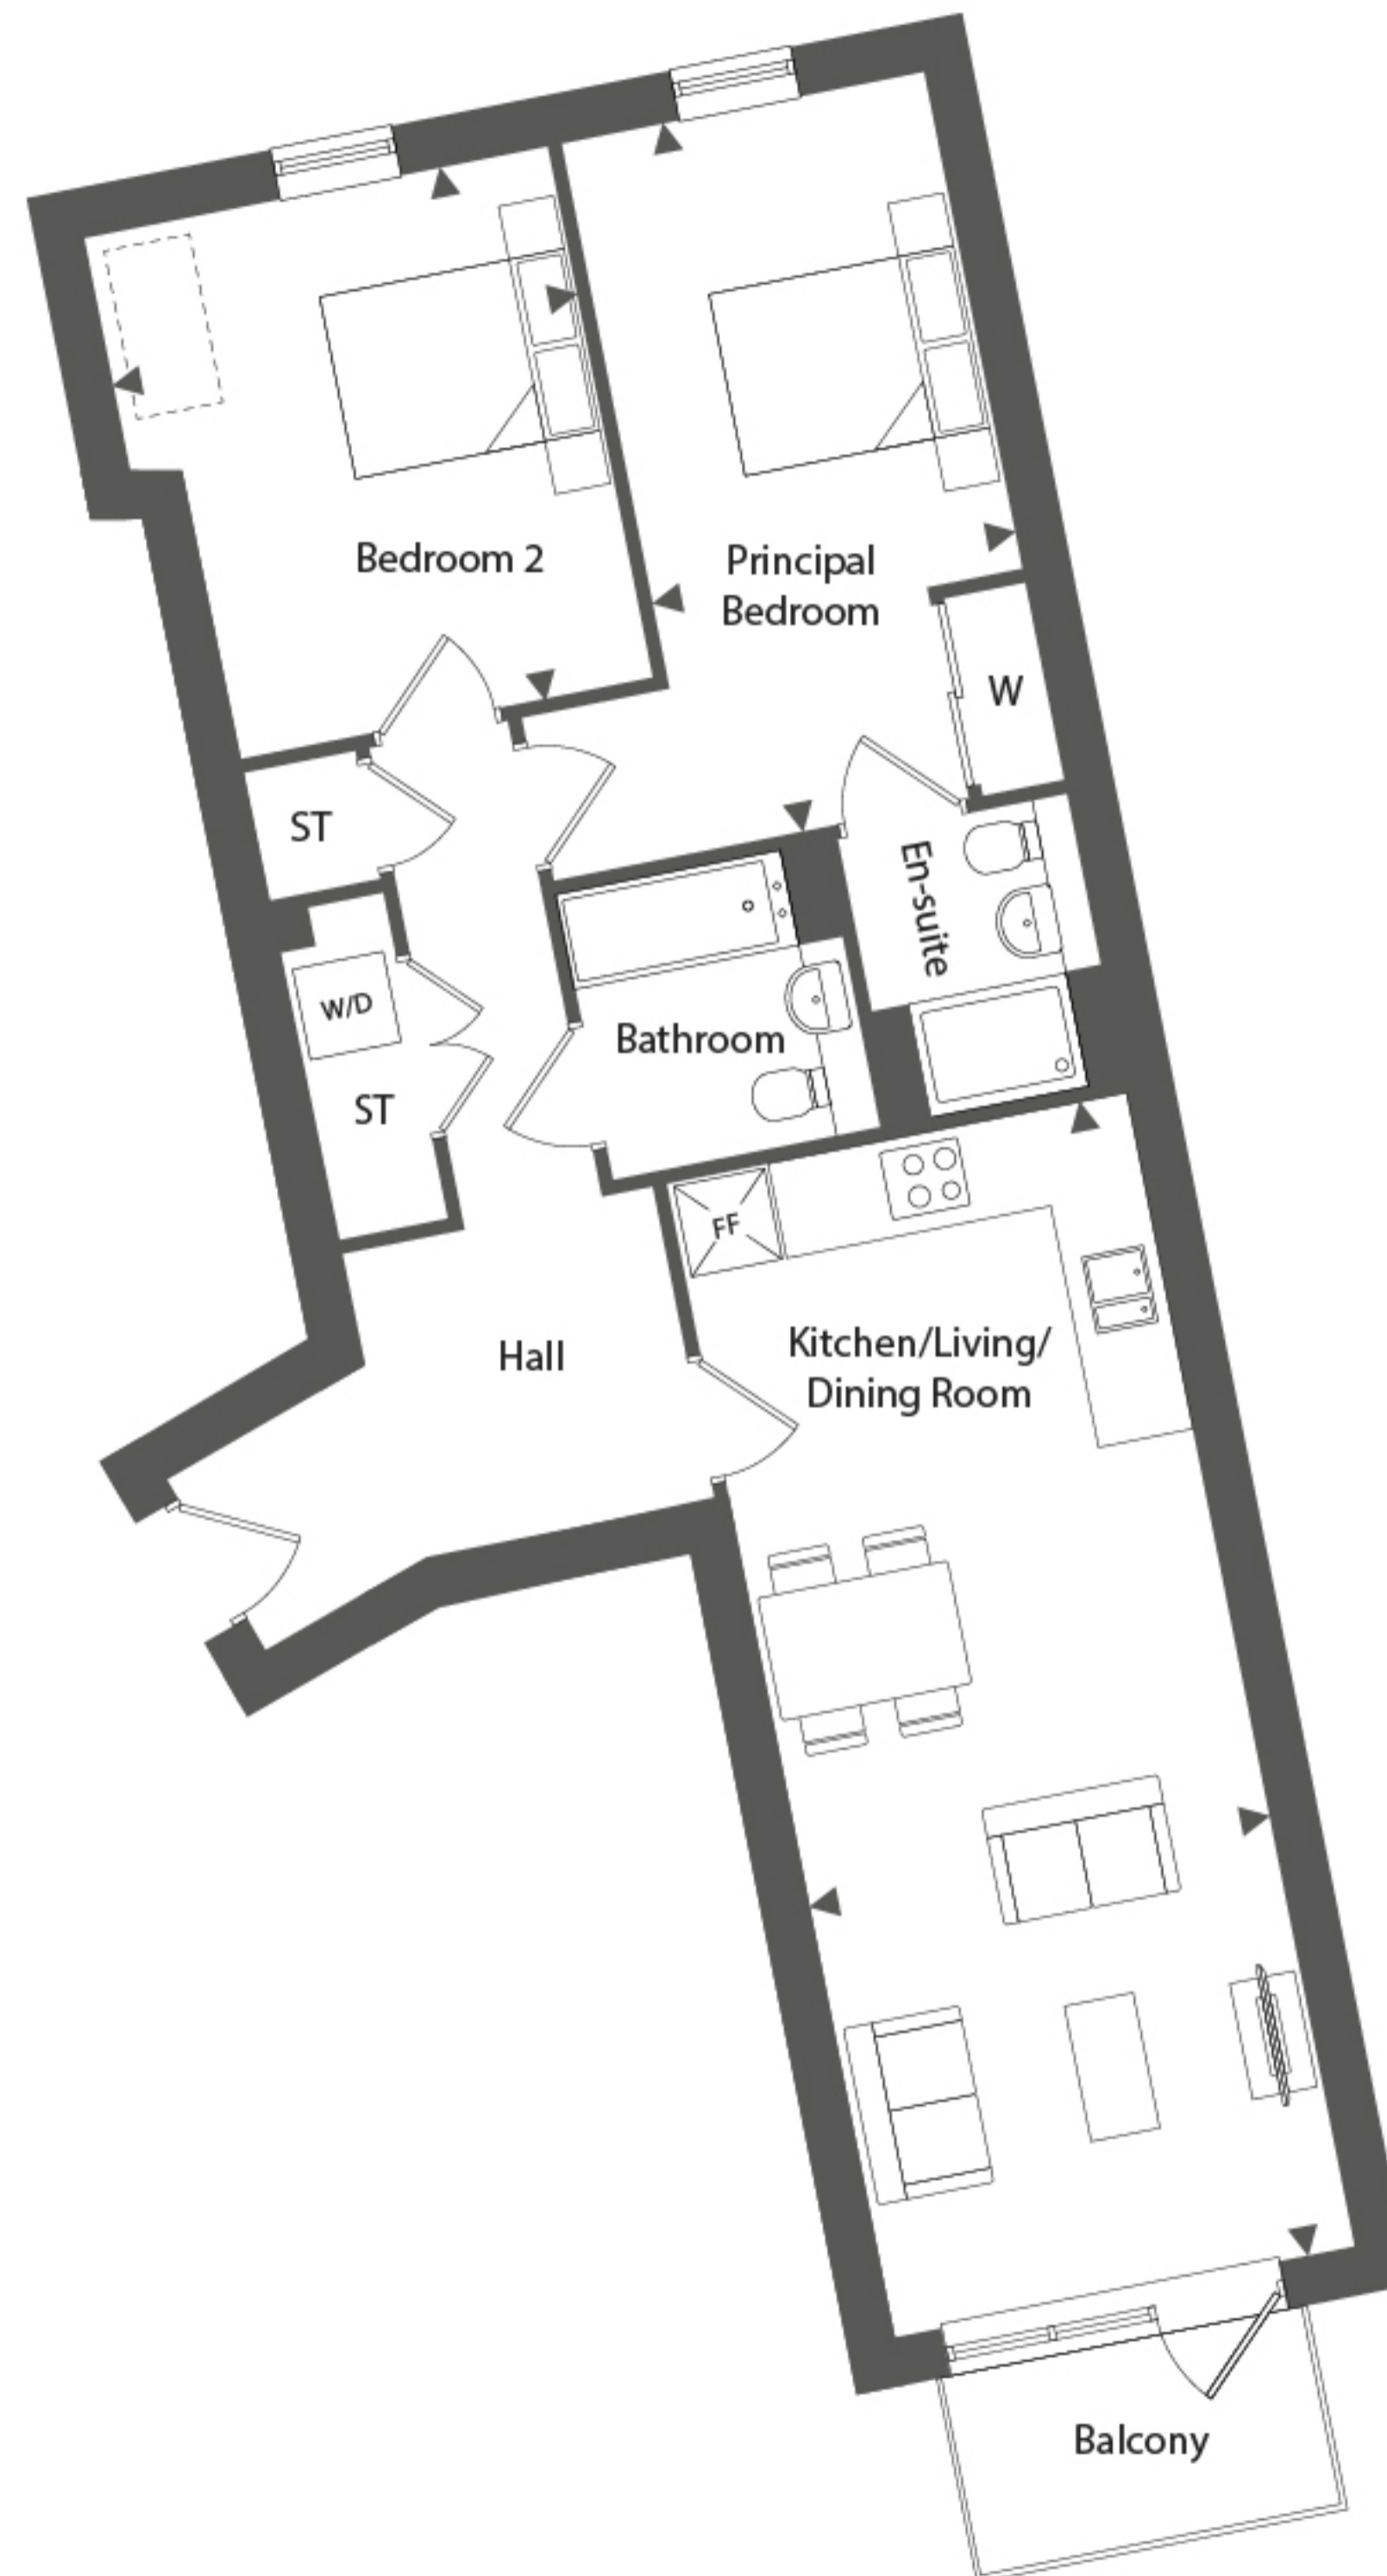 Bedroom 2
Principal
Bedroom
W
ST
En-suite
W/D
Bathroom
ST
FF
Hall
Kitchen/Living/
Dining Room
Balcony